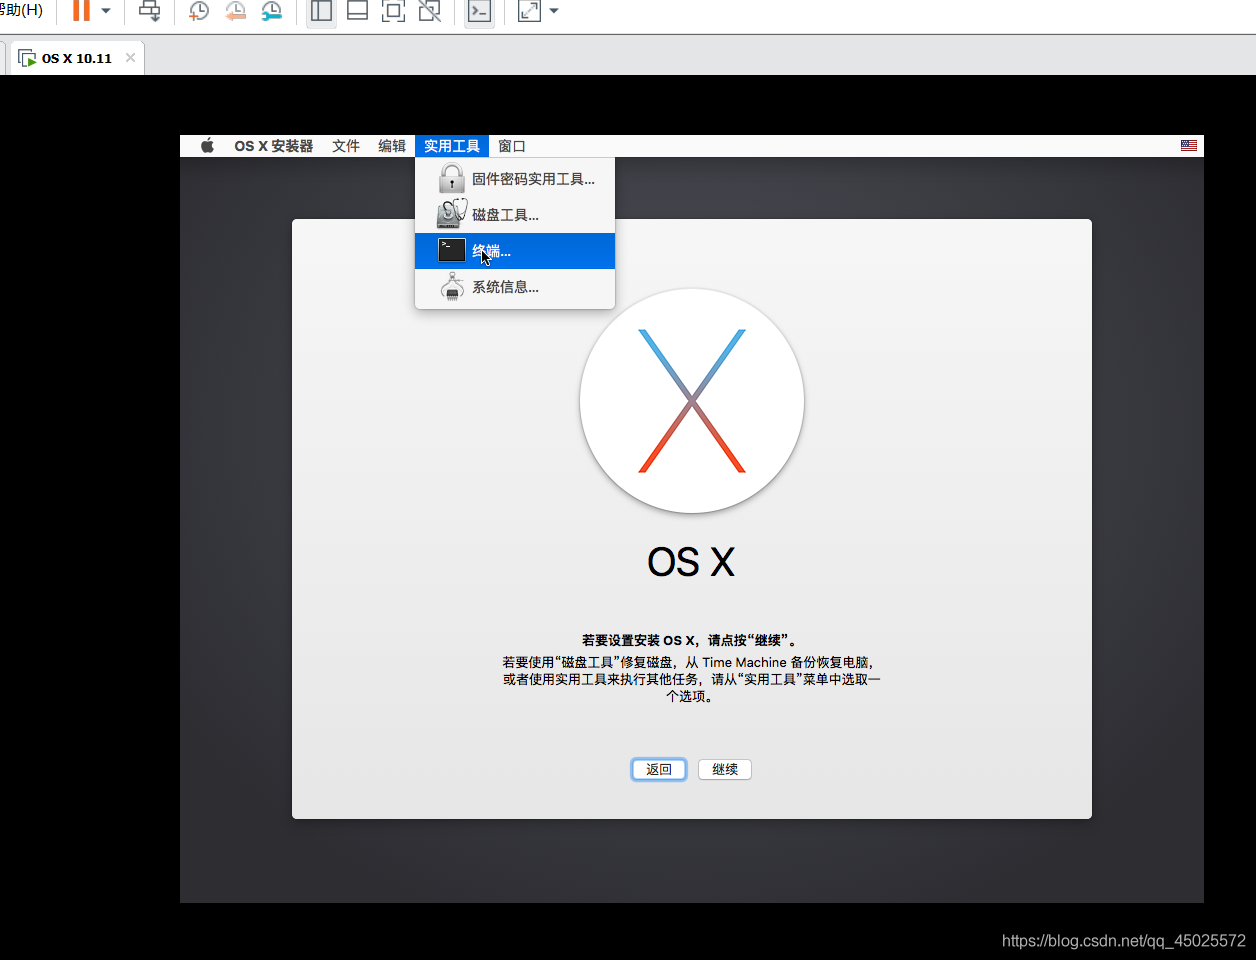 帮助(H)
OS X 10.11
OS X 安装器 文件 编辑 实用工具 窗口
固件密码实用工具...
磁盘工具...
>_
终端...
系统信息...
OS X
若要设置安装 OS X，请点按“继续”。
若要使用“磁盘工具”修复磁盘，从 Time Machine 备份恢复电脑，
或者使用实用工具来执行其他任务，请从“实用工具”菜单中选取一
个选项。
返回 继续
https://blog.csdn.net/qq_45025572